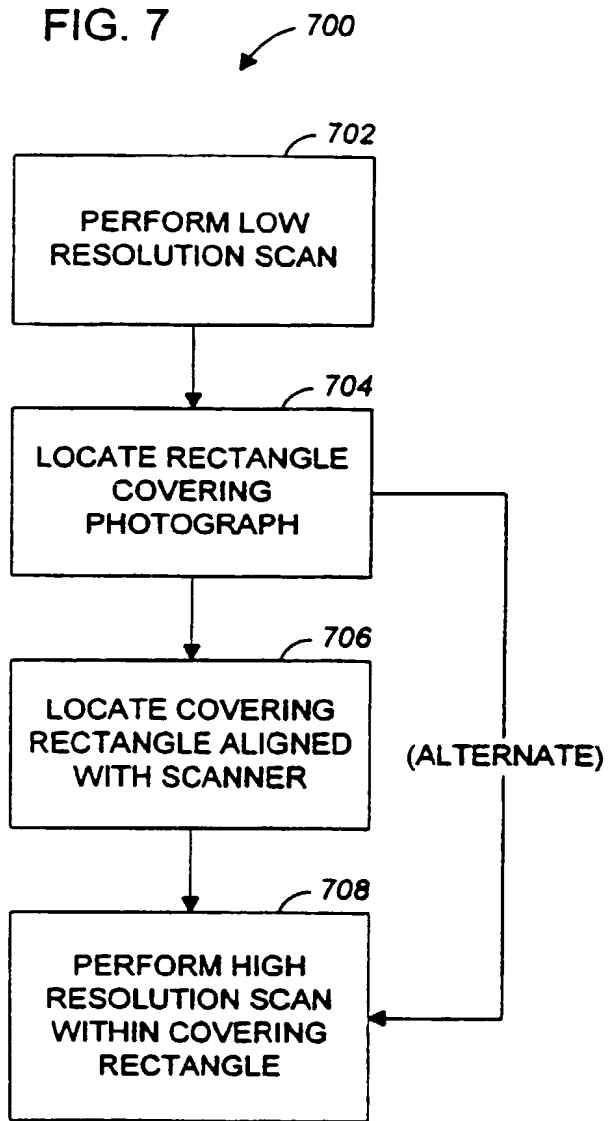 FIG. 7
700
702
PERFORM LOW
RESOLUTION SCAN
704
LOCATE RECTANGLE
COVERING
PHOTOGRAPH
706
LOCATE COVERING
RECTANGLE ALIGNED
WITH SCANNER
(ALTERNATE)
708
PERFORM HIGH
RESOLUTION SCAN
WITHIN COVERING
RECTANGLE